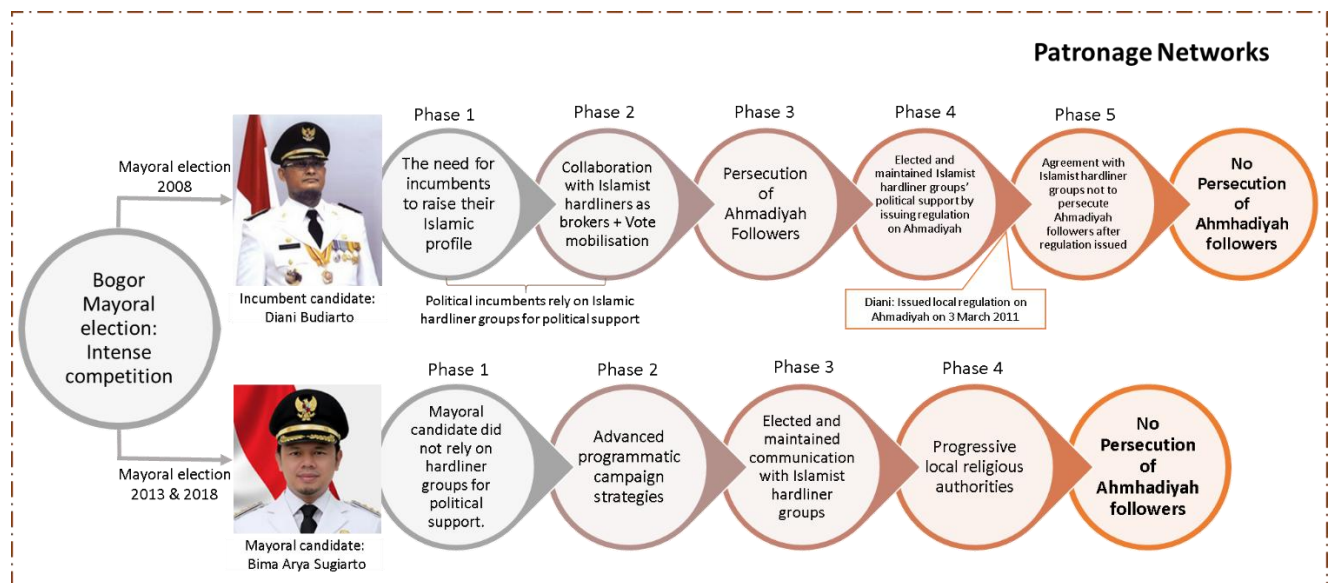 Patronage Networks
Bogor
Mayoral
election:
Intense
competition
Mayoral election
2008
Incumbent candidate:
Diani Budiarto
Phase 1
The need for
incumbents
to raise their
Islamic
profile
Phase 2
Collaboration
with Islamist
hardliners as
brokers + Vote
mobilisation
Political incumbents rely on Islamic
hardliner groups for political support
Phase 3
Persecution
of
Ahmadiyah
Followers
Phase 4
Elected and
maintained Islamist
hardliner groups'
political support by
issuing regulation
on Ahmadiyah
Diani: Issued local regulation on
Ahmadiyah on 3 March 2011
Phase 5
Agreement with
Islamist hardliner
groups not to
persecute
Ahmadiyah
followers after
regulation issued
No
Persecution
of
Ahmhadiyah
followers
Mayoral election
2013 & 2018
Mayoral candidate:
Bima Arya Sugiarto
Phase 1
Mayoral
candidate did
not rely on
hardliner
groups for
political
support.
Phase 2
Advanced
programmatic
campaign
strategies
Phase 3
Elected and
maintained
communication
with Islamist
hardliner
groups
Phase 4
Progressive
local religious
authorities
No
Persecution
of
Ahmhadiyah
followers